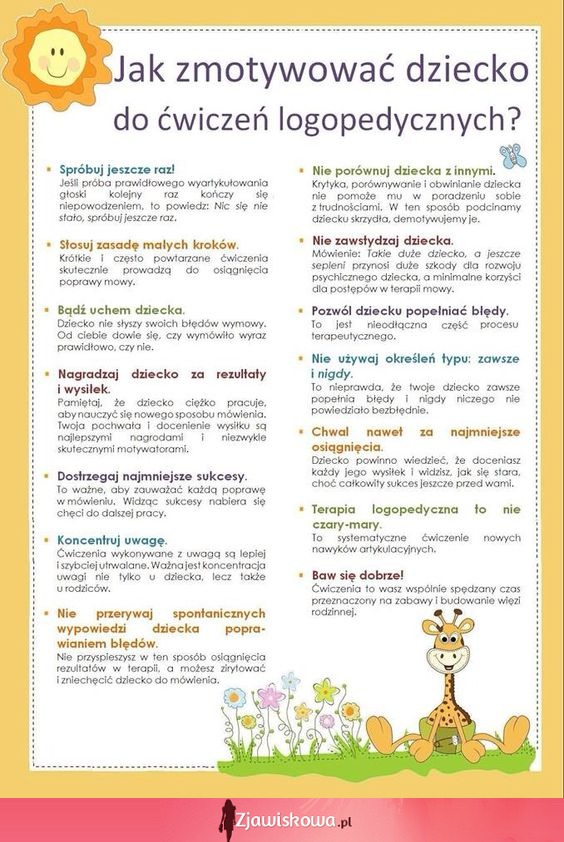 Jak zmotywować dziecko
do ćwiczeń logopedycznych?
▪ Spróbuj jeszcze raz!
Jeśli próba prawidłowego wyartykułowania
głoski kolejny raz kończy się
niepowodzeniem, to powiedz: Nic się nie
stało, spróbuj jeszcze raz.
▪ Stosuj zasadę małych kroków.
Krótkie i często powtarzane ćwiczenia
skutecznie prowadzą do osiągnięcia
poprawy mowy.
▪ Bądź uchem dziecka.
Dziecko nie słyszy swoich błędów wymowy.
Od ciebie dowie się, czy wymówiło wyraz
prawidłowo, czy nie.
▪ Nagradzaj dziecko za rezultaty
i wysiłek.
Pamiętaj, że dziecko ciężko pracuje,
aby nauczyć się nowego sposobu mówienia.
Twoja pochwała i docenienie wysiłku są
najlepszymi nagrodami i niezwykle
skutecznymi motywatorami.
▪ Dostrzegaj najmniejsze sukcesy.
To ważne, aby zauważać każdą poprawę
w mówieniu. Widząc sukcesy nabiera się
chęci do dalszej pracy.
▪ Koncentruj uwagę.
Ćwiczenia wykonywane z uwagą są lepiej
i szybciej utrwalane. Ważna jest koncentracja
uwagi nie tylko u dziecka, lecz także
u rodziców.
▪ Nie przerywaj spontanicznych
wypowiedzi dziecka popra-
wianiem błędów.
Nie przyspieszysz w ten sposób osiągnięcia
rezultatów w terapii, a możesz zirytować
i zniechęcić dziecko do mówienia.
▪ Nie porównuj dziecka z innymi.
Krytyka, porównywanie i obwinianie dziecka
nie pomoże mu w poradzeniu sobie
z trudnościami. W ten sposób podcinamy
dziecku skrzydła, demotywujemy je.
▪ Nie zawstydzaj dziecka.
Mówienie: Takie duże dziecko, a jeszcze
sepleni przynosi duże szkody dla rozwoju
psychicznego dziecka, a minimalne korzyści
dla postępów w terapii mowy.
▪ Pozwól dziecku popełniać błędy.
To jest nieodłączna część procesu
terapeutycznego.
▪ Nie używaj określeń typu: zawsze
i nigdy.
To nieprawda, że twoje dziecko zawsze
popełnia błędy i nigdy niczego nie
powiedziało bezbłędnie.
▪ Chwal nawet za najmniejsze
osiągnięcia.
Dziecko powinno wiedzieć, że doceniasz
każdy jego wysiłek i widzisz, jak się stara,
choć całkowity sukces jeszcze przed wami.
▪ Terapia logopedyczna to nie
czary-mary.
To systematyczne ćwiczenie nowych
nawyków artykulacyjnych.
▪ Baw się dobrze!
Ćwiczenia to wasz wspólnie spędzany czas
przeznaczony na zabawy i budowanie więzi
rodzinnej.
Zjawiskowa.pl